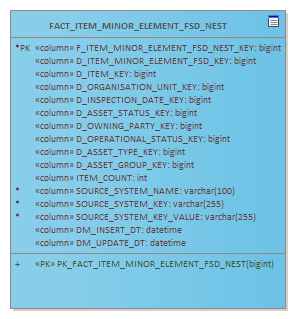 FACT_ITEM_MINOR_ELEMENT_FSD_NEST
*PK «column» F_ITEM_MINOR_ELEMENT_FSD_NEST_KEY: bigint
«column» D_ITEM_MINOR_ELEMENT_FSD_KEY: bigint
«column» D_ITEM_KEY: bigint
«column» D_ORGANISATION_UNIT_KEY: bigint
«column» D_INSPECTION_DATE_KEY: bigint
«column» D_ASSET_STATUS_KEY: bigint
«column» D_OWNING_PARTY_KEY: bigint
«column» D_OPERATIONAL_STATUS_KEY: bigint
«column» D_ASSET_TYPE_KEY: bigint
«column» D_ASSET_GROUP_KEY: bigint
«column» ITEM_COUNT: int
* «column» SOURCE_SYSTEM_NAME: varchar(100)
* «column» SOURCE_SYSTEM_KEY: varchar(255)
* «column» SOURCE_SYSTEM_KEY_VALUE: varchar(255)
«column» DM_INSERT_DT: datetime
«column» DM_UPDATE_DT: datetime
+ «PK» PK_FACT_ITEM_MINOR_ELEMENT_FSD_NEST(bigint)